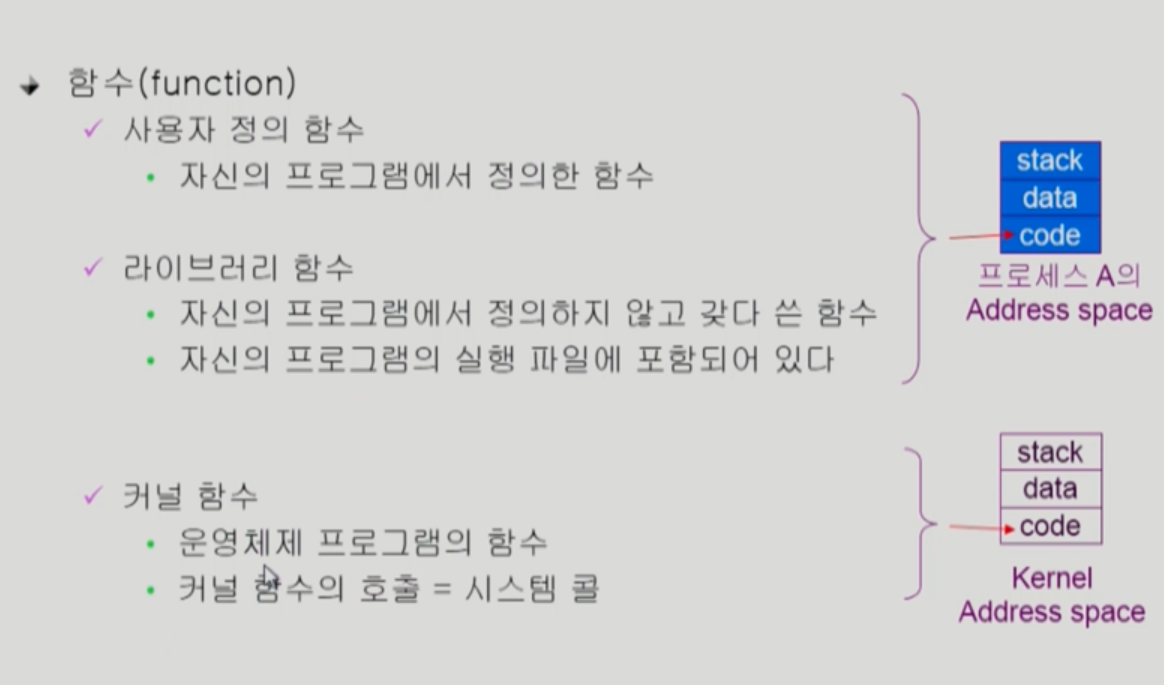 함수(function)
사용자 정의 함수
자신의 프로그램에서 정의한 함수
라이브러리 함수
자신의 프로그램에서 정의하지 않고 갖다 쓴 함수
자신의 프로그램의 실행 파일에 포함되어 있다
stack
data
code
프로세스 A의
Address space
커널 함수
운영체제 프로그램의 함수
커널 함수의 호출 = 시스템 콜
stack
data
code
Kernel
Address space